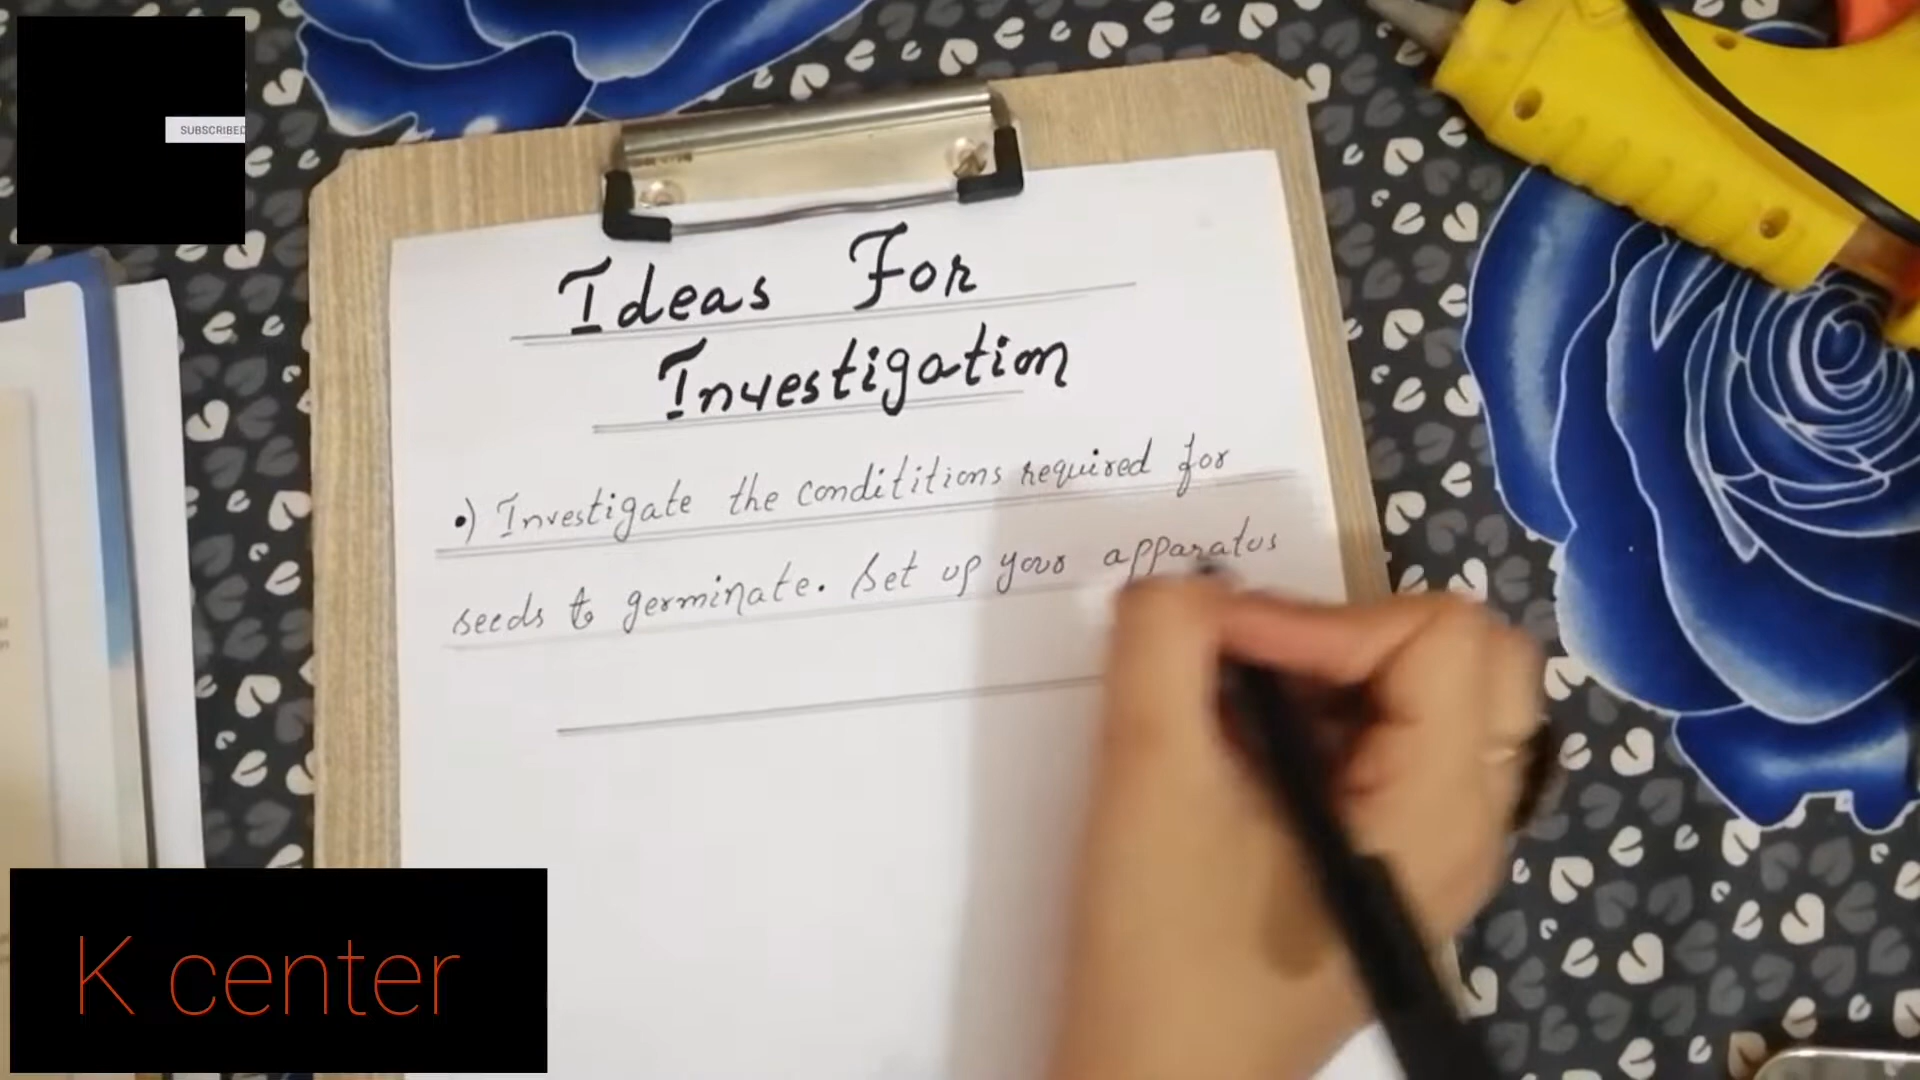 SUBSCRIBED
Ideas For
Investigation
•) Investigate the condititions required for
seeds to germinate. Set up your apparatus
K center